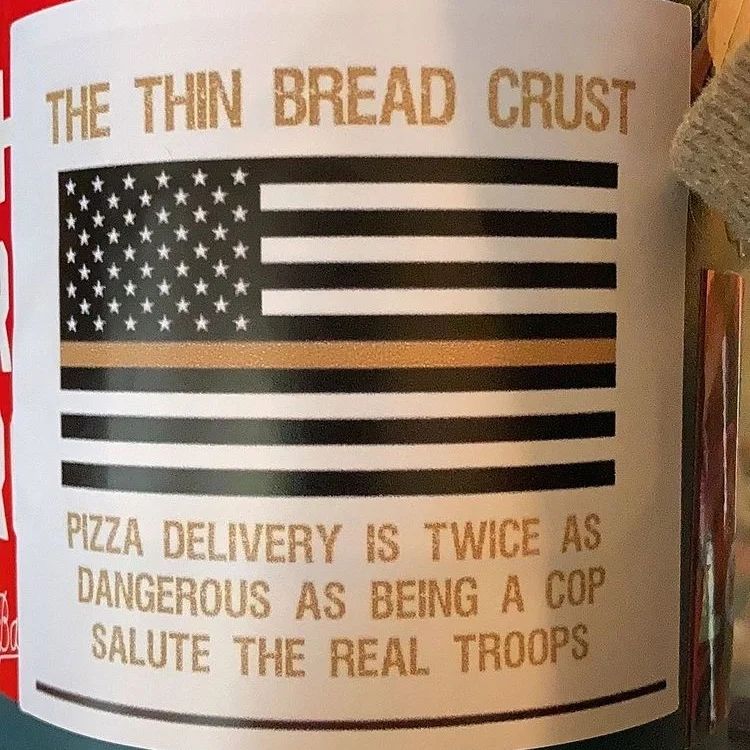 THE THIN BREAD CRUST
PIZZA DELIVERY IS TWICE AS
DANGEROUS AS BEING A COP
SALUTE THE REAL TROOPS